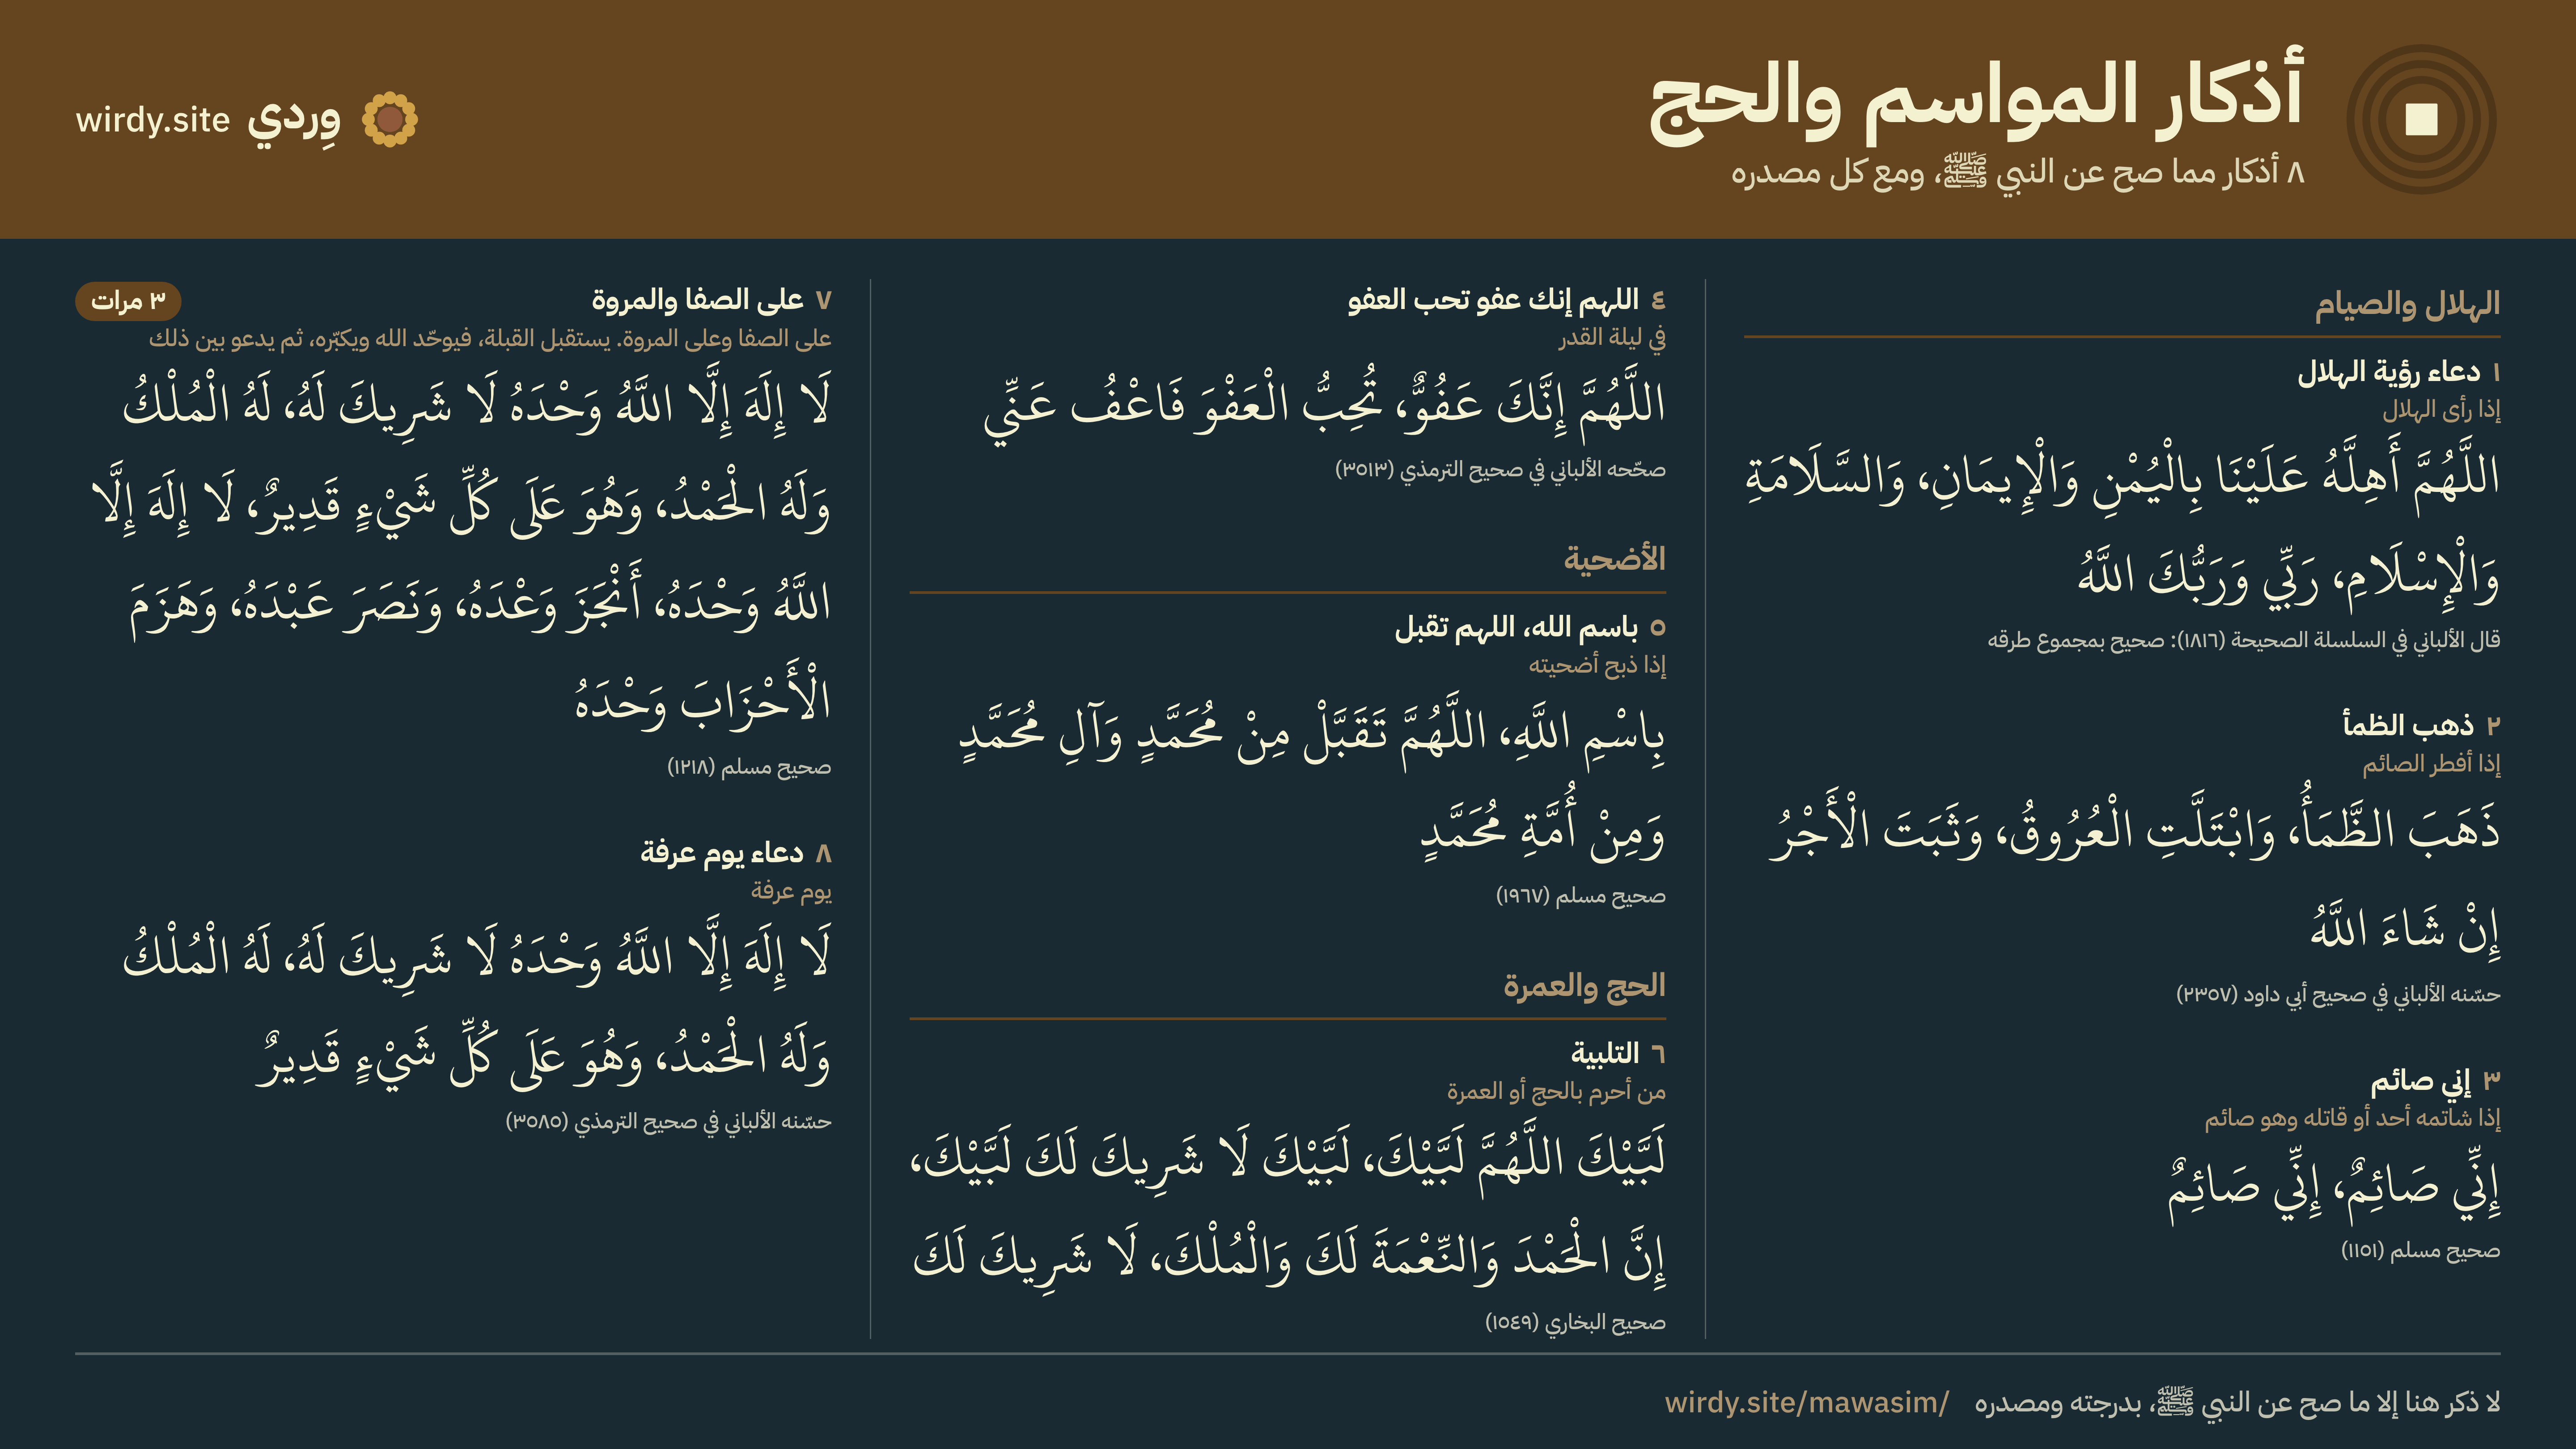 أذكار المواسم والحج
٨ أذكار مما صح عن النبي ﷺ، ومع كل مصدره
وِردي wirdy.site
الهلال والصيام
١ دعاء رؤية الهلال
إذا رأى الهلال
اللَّهُمَّ أَهِلَّهُ عَلَيْنَا بِالْيُمْنِ وَالْإِيمَانِ، وَالسَّلَامَةِ
وَالْإِسْلَامِ، رَبِّي وَرَبُّكَ اللَّهُ
قال الألباني في السلسلة الصحيحة (١٨١٦): صحيح بمجموع طرقه
٢ ذهب الظمأ
إذا أفطر الصائم
ذَهَبَ الظَّمَأُ، وَابْتَلَّتِ الْعُرُوقُ، وَثَبَتَ الْأَجْرُ
إِنْ شَاءَ اللَّهُ
حسّنه الألباني في صحيح أبي داود (٢٣٥٧)
٣ إني صائم
إذا شاتمه أحد أو قاتله وهو صائم
إِنِّي صَائِمٌ، إِنِّي صَائِمٌ
صحيح مسلم (١١٥١)
٤ اللهم إنك عفو تحب العفو
في ليلة القدر
اللَّهُمَّ إِنَّكَ عَفُوٌّ، تُحِبُّ الْعَفْوَ فَاعْفُ عَنِّي
صحّحه الألباني في صحيح الترمذي (٣٥١٣)
الأضحية
٥ باسم الله، اللهم تقبل
إذا ذبح أضحيته
بِاسْمِ اللَّهِ، اللَّهُمَّ تَقَبَّلْ مِنْ مُحَمَّدٍ وَآلِ مُحَمَّدٍ
وَمِنْ أُمَّةِ مُحَمَّدٍ
صحيح مسلم (١٩٦٧)
الحج والعمرة
٦ التلبية
من أحرم بالحج أو العمرة
لَبَّيْكَ اللَّهُمَّ لَبَّيْكَ، لَبَّيْكَ لَا شَرِيكَ لَكَ لَبَّيْكَ،
إِنَّ الْحَمْدَ وَالنِّعْمَةَ لَكَ وَالْمُلْكَ، لَا شَرِيكَ لَكَ
صحيح البخاري (١٥٤٩)
٧ على الصفا والمروة
٣ مرات
على الصفا وعلى المروة. يستقبل القبلة، فيوحّد الله ويكبّره، ثم يدعو بين ذلك
لَا إِلَهَ إِلَّا اللَّهُ وَحْدَهُ لَا شَرِيكَ لَهُ، لَهُ الْمُلْكُ
وَلَهُ الْحَمْدُ، وَهُوَ عَلَى كُلِّ شَيْءٍ قَدِيرٌ، لَا إِلَهَ إِلَّا
اللَّهُ وَحْدَهُ، أَنْجَزَ وَعْدَهُ، وَنَصَرَ عَبْدَهُ، وَهَزَمَ
الْأَحْزَابَ وَحْدَهُ
صحيح مسلم (١٢١٨)
٨ دعاء يوم عرفة
يوم عرفة
لَا إِلَهَ إِلَّا اللَّهُ وَحْدَهُ لَا شَرِيكَ لَهُ، لَهُ الْمُلْكُ
وَلَهُ الْحَمْدُ، وَهُوَ عَلَى كُلِّ شَيْءٍ قَدِيرٌ
حسّنه الألباني في صحيح الترمذي (٣٥٨٥)
لا ذكر هنا إلا ما صح عن النبي ﷺ، بدرجته ومصدره wirdy.site/mawasim/